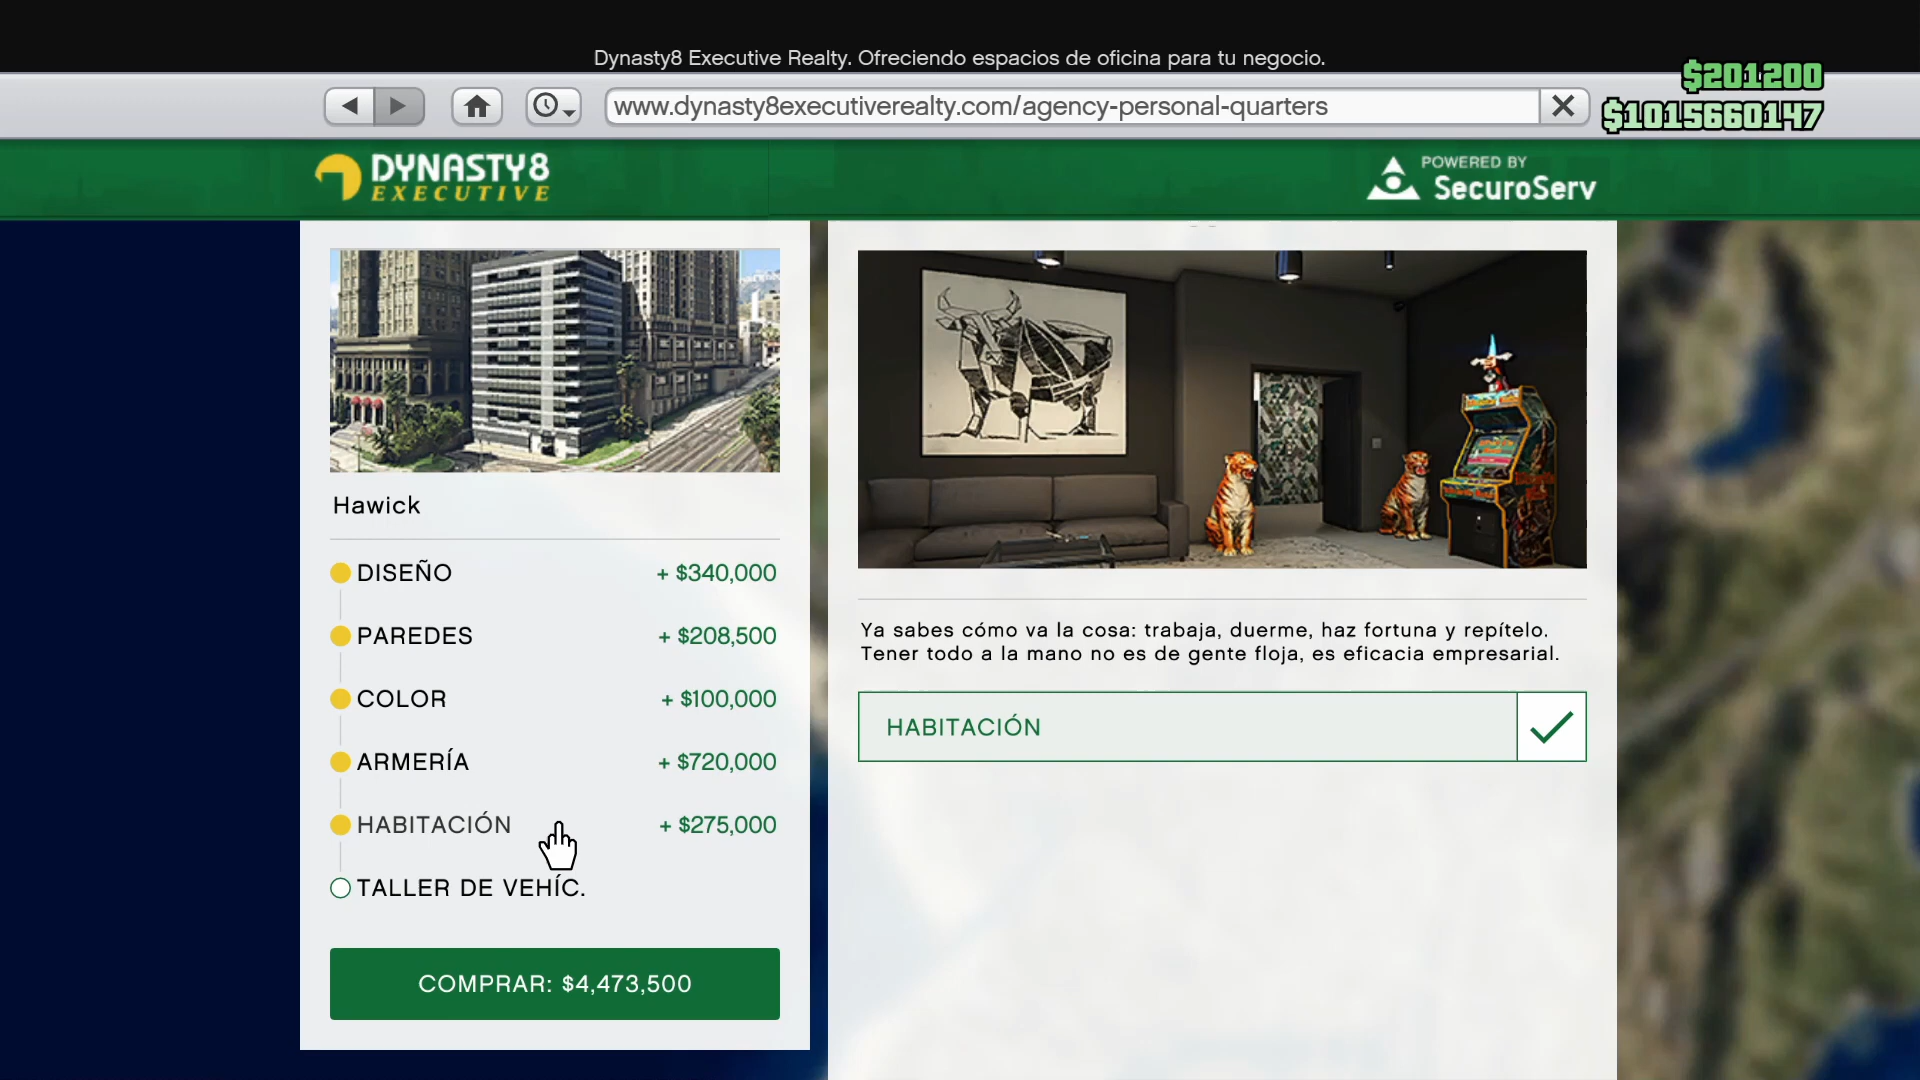 Dynasty8 Executive Realty. Ofreciendo espacios de oficina para tu negocio.
$201200
$1015660147
www.dynasty8executiverealty.com/agency-personal-quarters
DYNASTY8
EXECUTIVE
POWERED BY
SecuroServ
Hawick
DISEÑO + $340,000
PAREDES + $208,500
COLOR + $100,000
ARMERÍA + $720,000
HABITACIÓN + $275,000
TALLER DE VEHÍC.
COMPRAR: $4,473,500
Ya sabes cómo va la cosa: trabaja, duerme, haz fortuna y repítelo.
Tener todo a la mano no es de gente floja, es eficacia empresarial.
HABITACIÓN